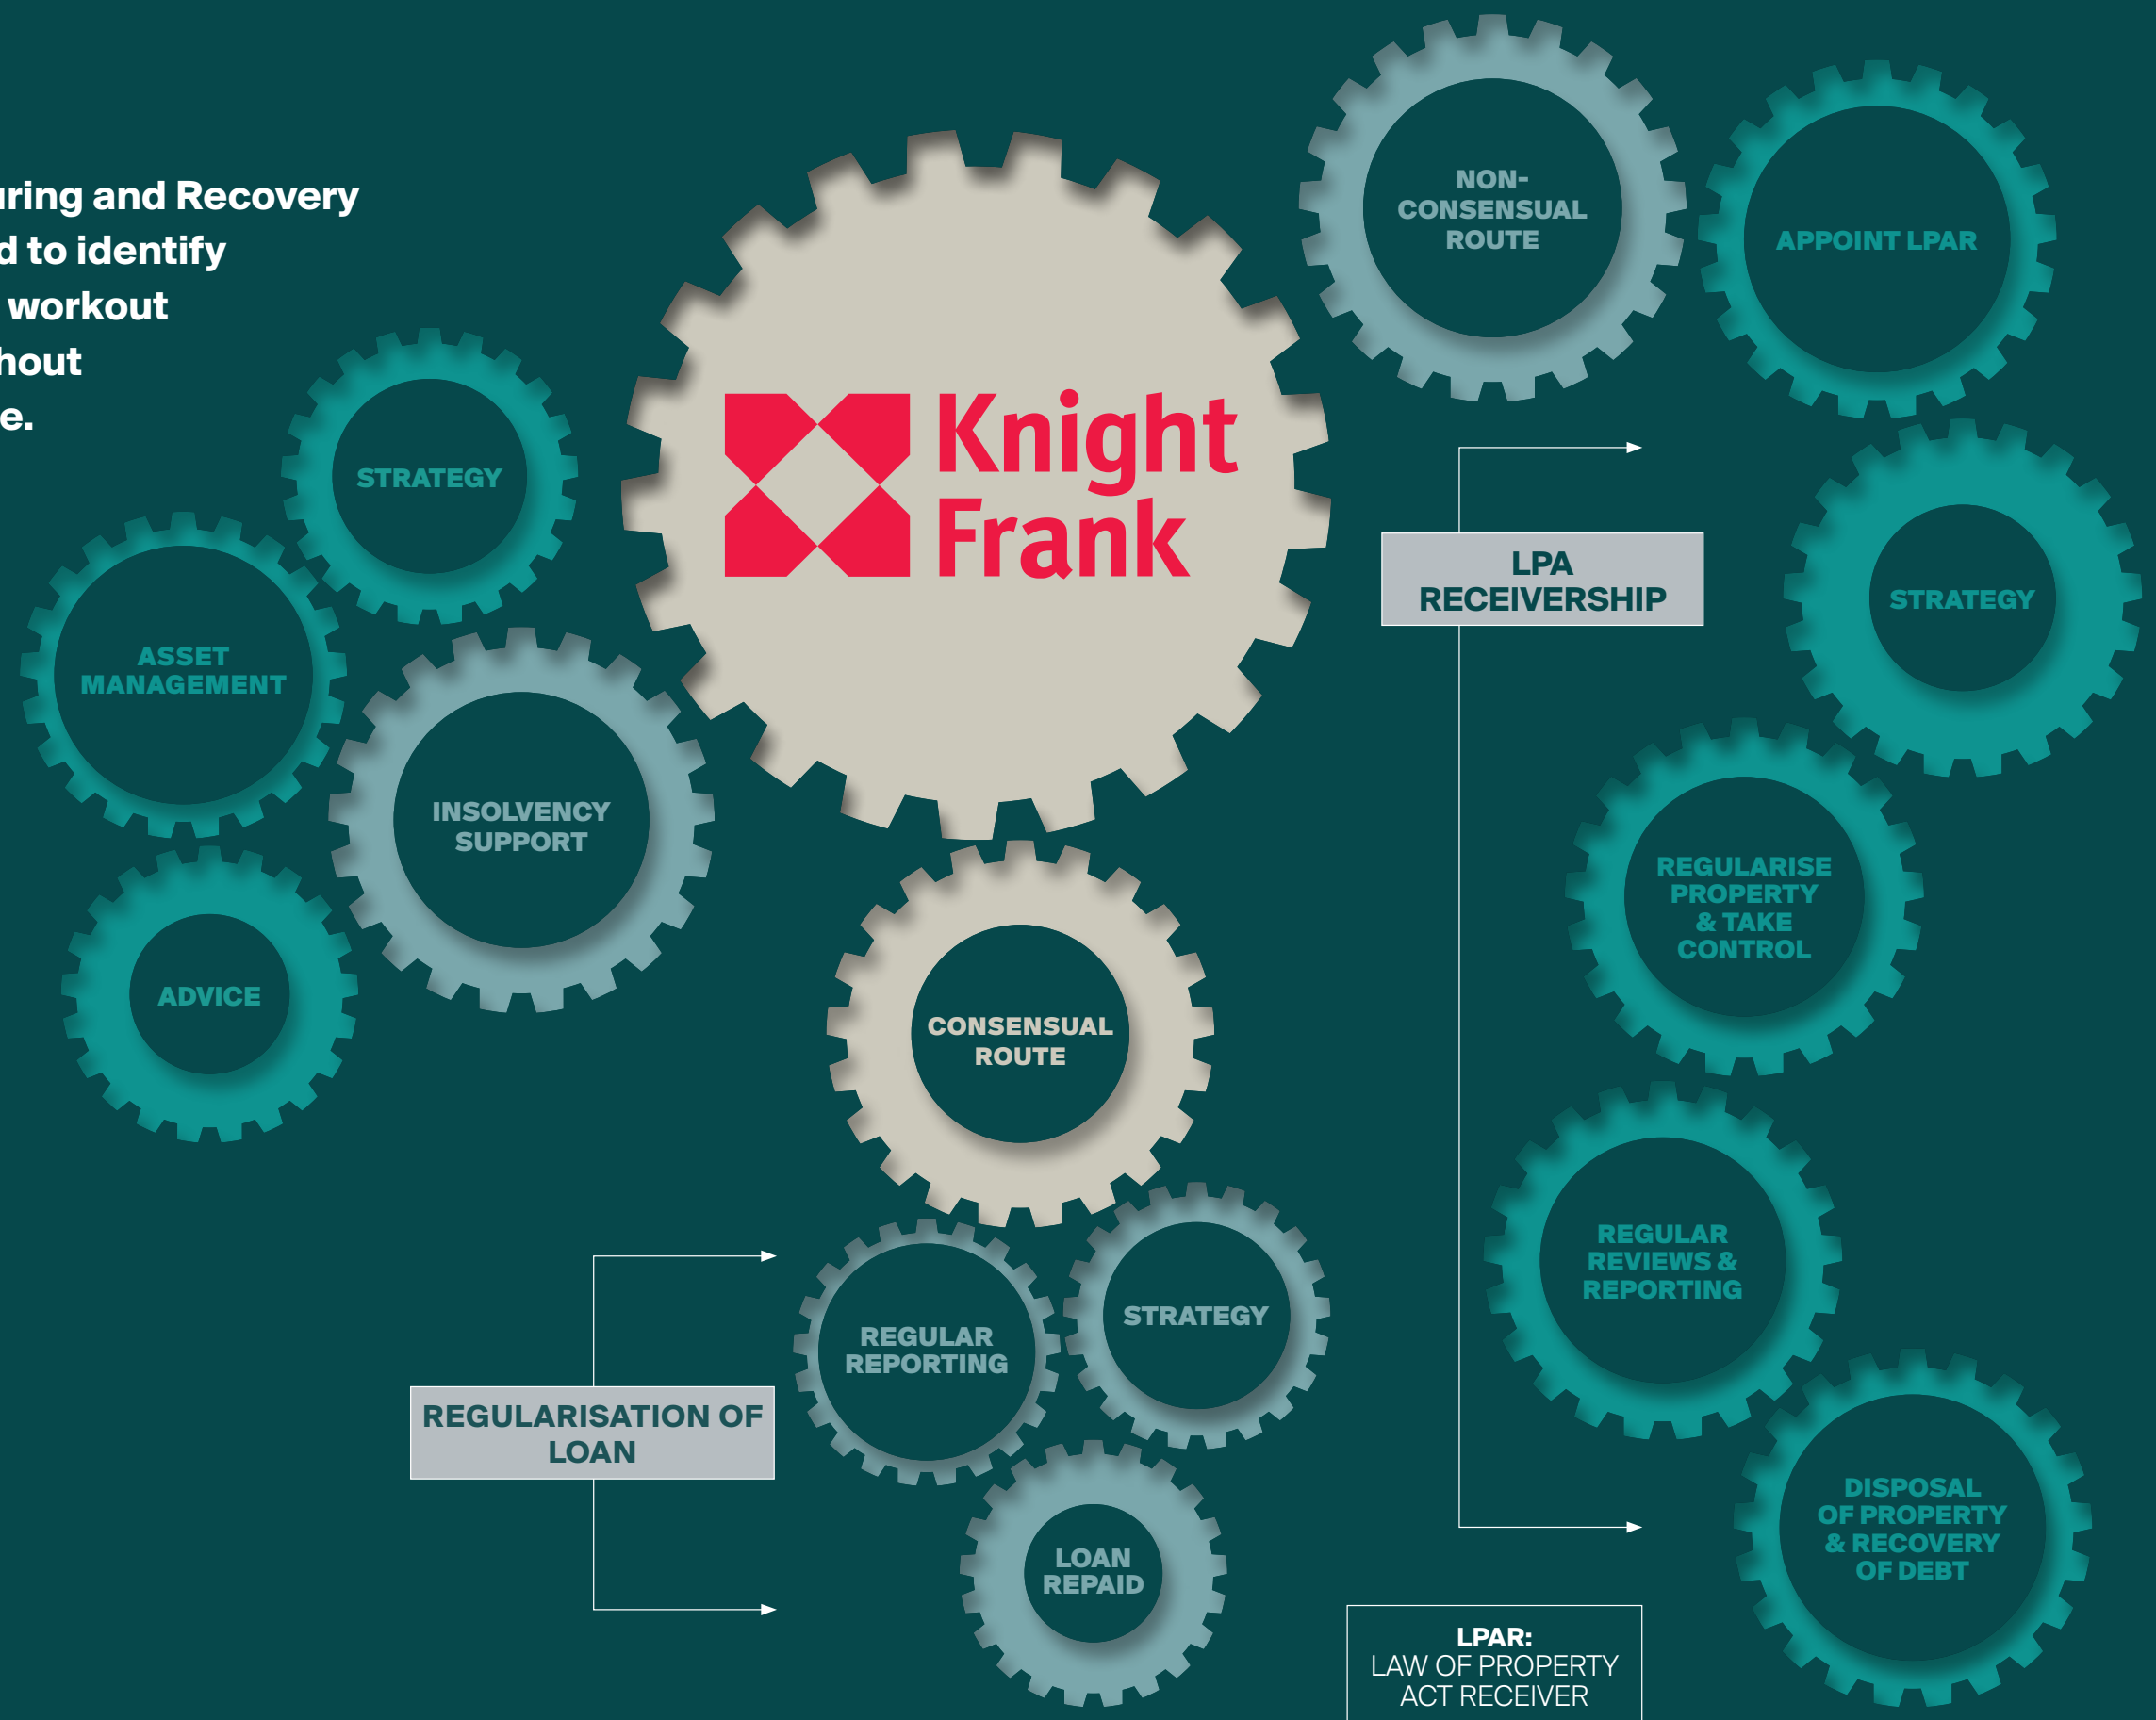 and Recovery
to identify
workout
Knight
Frank
STRATEGY
ASSET
MANAGEMENT
INSOLVENCY
SUPPORT
ADVICE
CONSENSUAL
ROUTE
REGULAR
REPORTING
STRATEGY
LOAN
REPAID
REGULARISATION OF
LOAN
NON-
CONSENSUAL
ROUTE
APPOINT LPAR
LPA
RECEIVERSHIP
STRATEGY
REGULARISE
PROPERTY
& TAKE
CONTROL
REGULAR
REVIEWS &
REPORTING
DISPOSAL
OF PROPERTY
& RECOVERY
OF DEBT
LPAR:
LAW OF PROPERTY
ACT RECEIVER